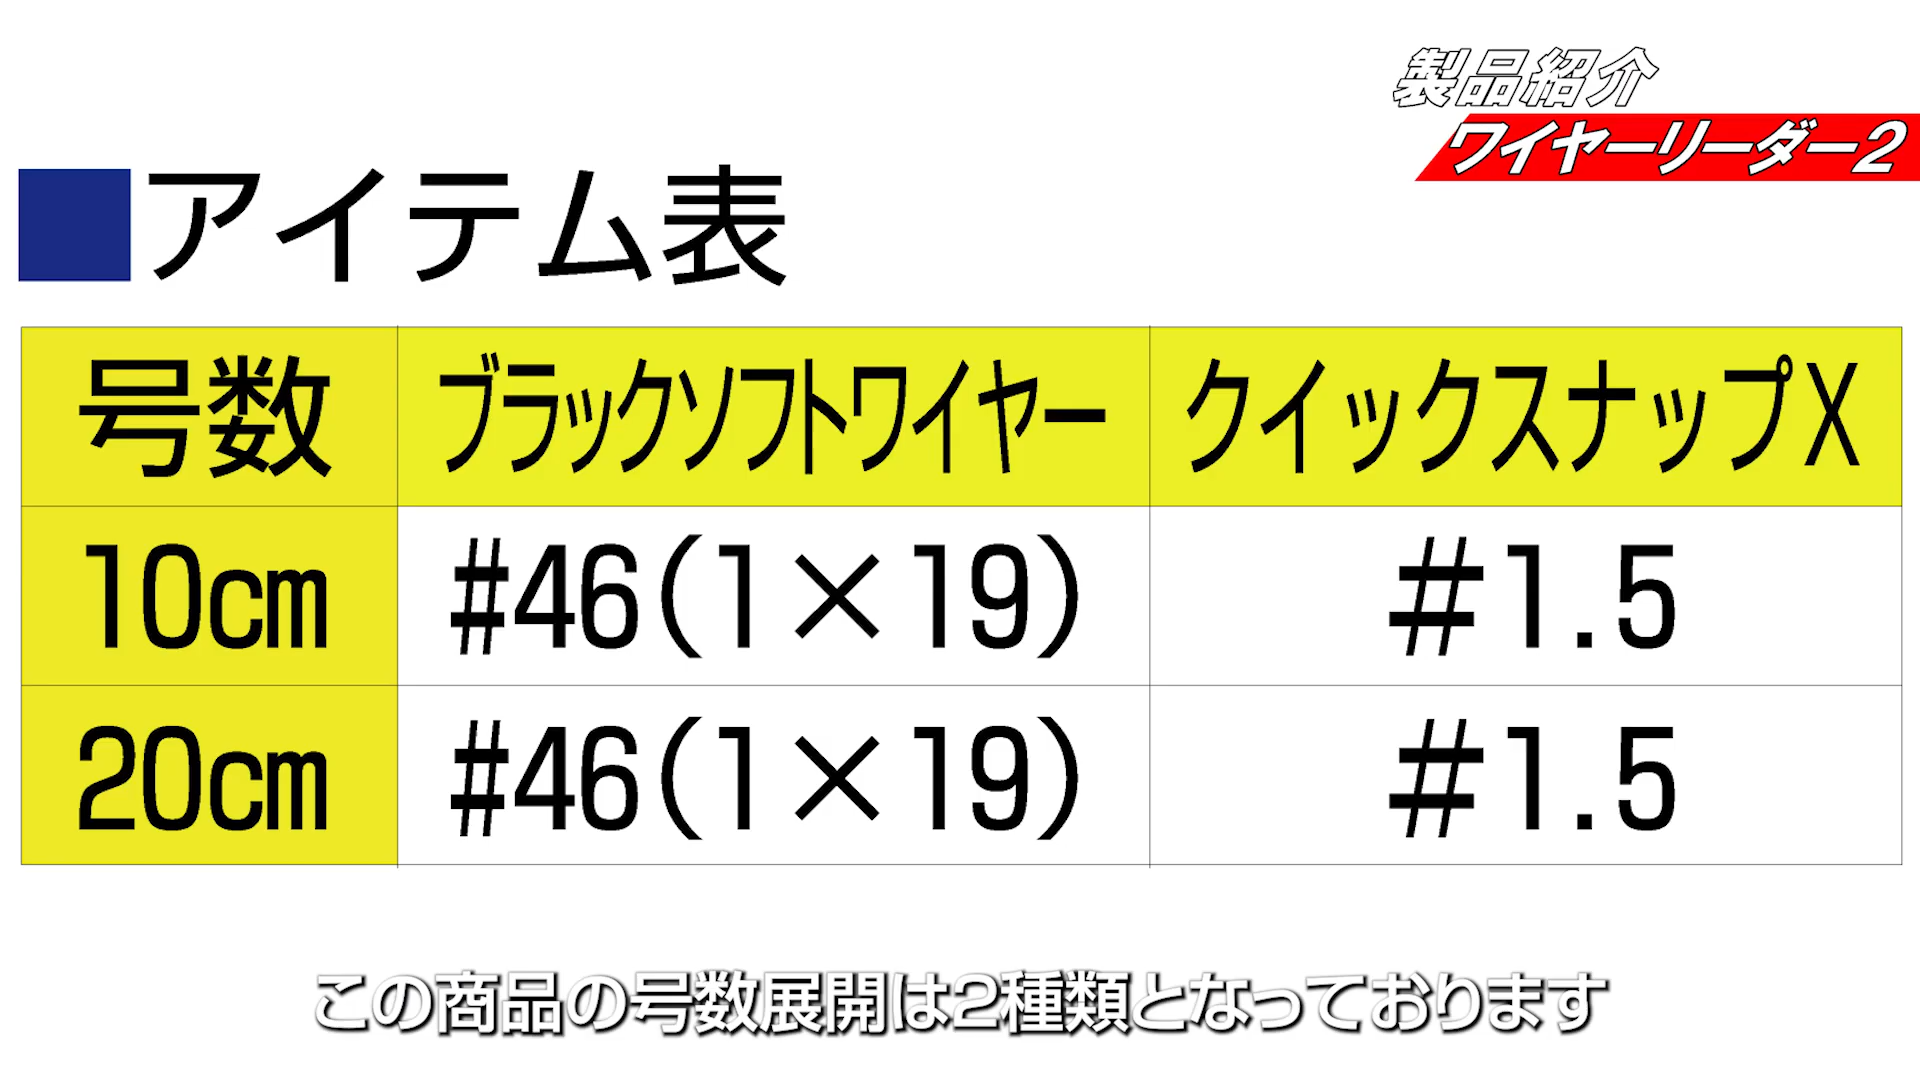 製品紹介
ワイヤーリーダー2
■アイテム表
号数 ブラックソフトワイヤー クイックスナップX
10cm #46(1×19) #1.5
20cm #46(1×19) #1.5
この商品の号数展開は2種類となっております